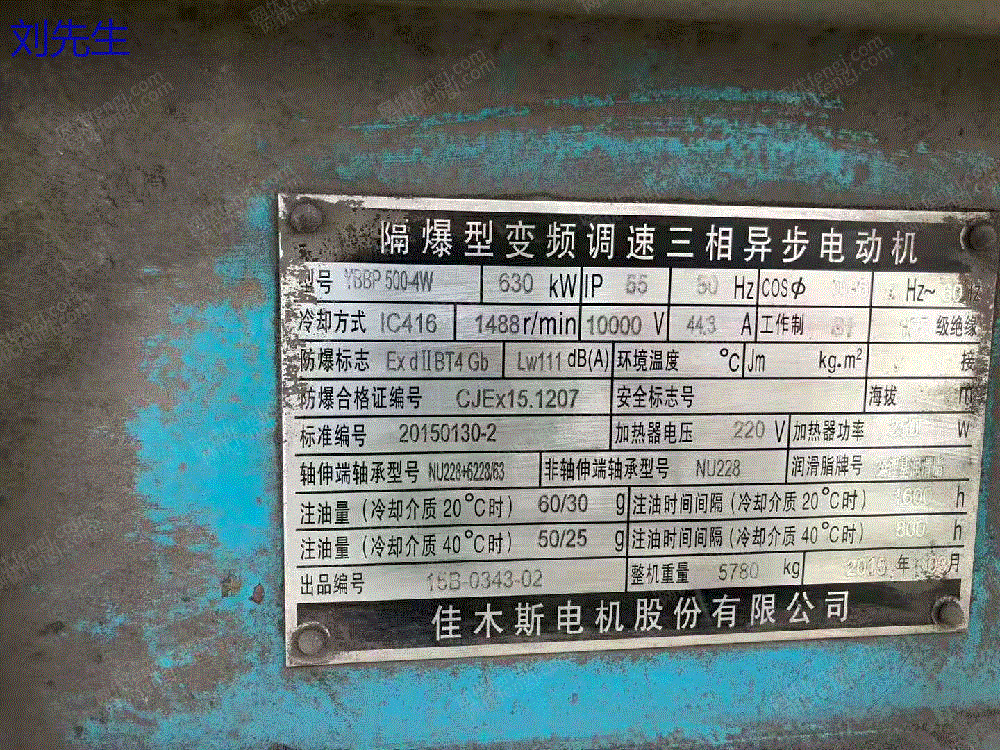 刘先生
隔爆型变频调速三相异步电动机
型号 YBBP 500-4W 630 kW IP 55 50 Hz COSϕ Hz~
冷却方式 IC416 1488 r/min 10000 V 44.3 A 工作制 S1 级绝缘
防爆标志 Ex dⅡBT4 Gb Lw111 dB(A) 环境温度 ℃ Jm kg.m² 接
防爆合格证编号 CJEx15.1207 安全标志号 海拔 m
标准编号 20150130-2 加热器电压 220 V 加热器功率 W
轴伸端轴承型号 NU228+6228/63 非轴伸端轴承型号 NU228 润滑脂牌号
注油量(冷却介质20℃时) 60/30 g 注油时间间隔(冷却介质20℃时) 1600 h
注油量(冷却介质40℃时) 50/25 g 注油时间间隔(冷却介质40℃时) 800 h
出品编号 15B-0343-02 整机重量 5780 kg 2015 年 月
佳木斯电机股份有限公司